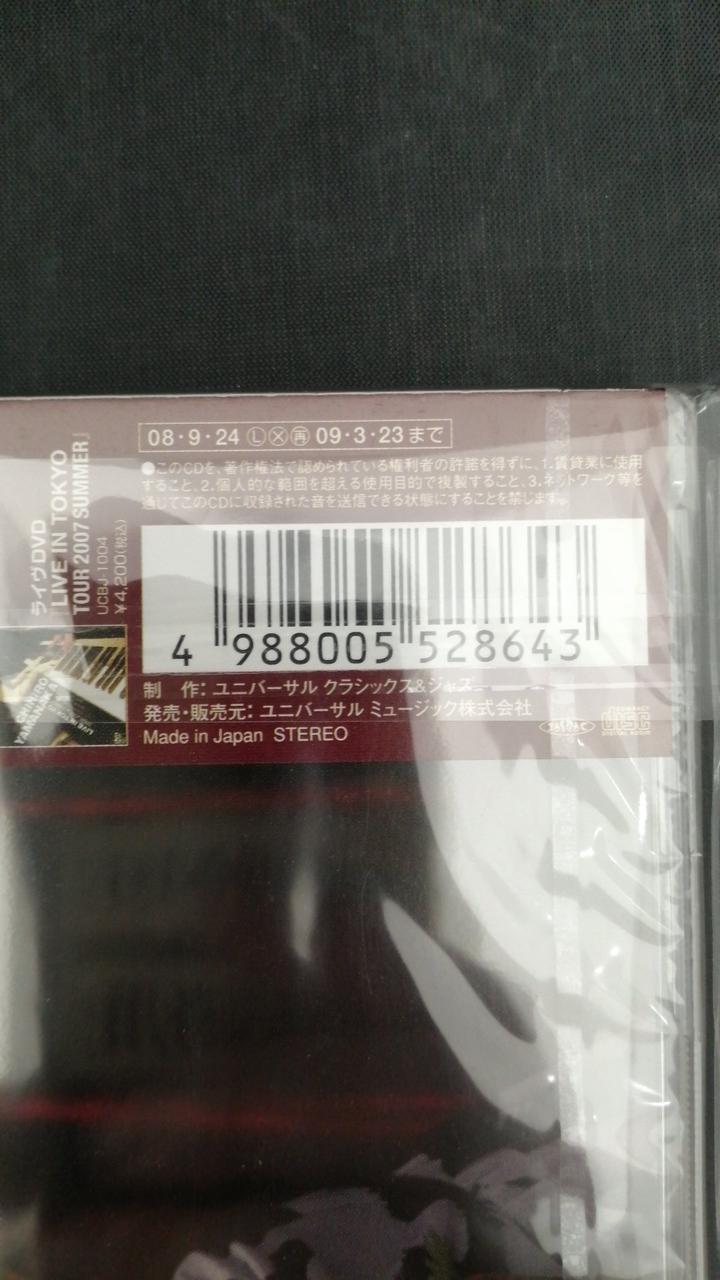 08・9・24 Ⓛ Ⓧ ㊢ 09・3・23まで
●このCDを、著作権法で認められている権利者の許諾を得ずに、1.賃貸業に使用
すること、2.個人的な範囲を超える使用目的で複製すること、3.ネットワーク等を
通じてこのCDに収録された音を送信できる状態にすることを禁じます。
ライヴDVD
「LIVE IN TOKYO
TOUR 2007 SUMMER」
UCBJ-1004
¥4,200(税込)
4 988005 528643
制 作:ユニバーサル クラシックス&ジャズ
発売・販売元:ユニバーサル ミュージック株式会社
Made in Japan STEREO
COMPACT
DISC
DIGITAL AUDIO